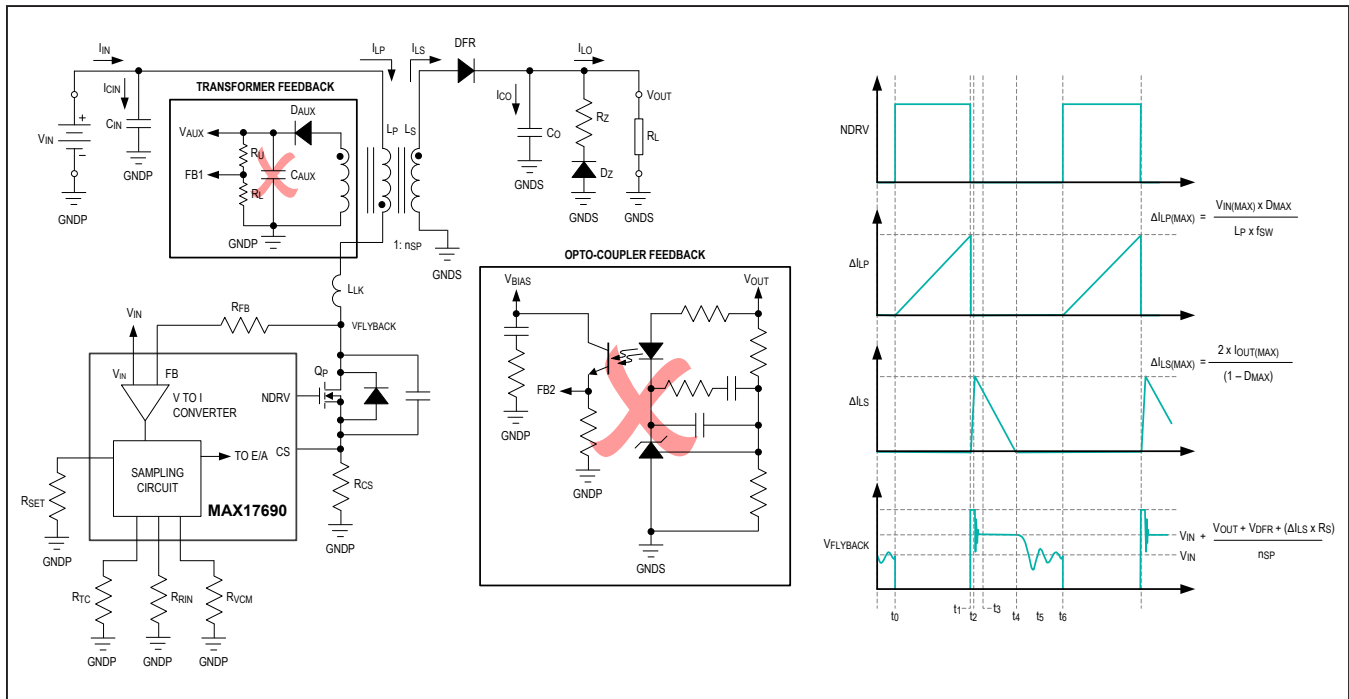 IIN
ILP
ILS
DFR
ILO
ICIN
CIN
VIN
+
−
GNDP
GNDP
TRANSFORMER FEEDBACK
DAUX
VAUX
RU
FB1
CAUX
RL
GNDP
LP LS
1: nSP
GNDS
ICO
CO
GNDS
RZ
DZ
GNDS
VOUT
RL
GNDS
LLK
RFB
VFLYBACK
VIN
VIN
FB
V TO I
CONVERTER
SAMPLING
CIRCUIT
TO E/A
MAX17690
NDRV
QP
CS
RCS
GNDP
RSET
GNDP
RTC
RRIN
RVCM
GNDP
GNDP
GNDP
OPTO-COUPLER FEEDBACK
VBIAS
VOUT
FB2
GNDP
GNDP
GNDS
NDRV
ΔILP(MAX) = VIN(MAX) x DMAX
LP x fSW
ΔILP
ΔILS(MAX) = 2 x IOUT(MAX)
(1 – DMAX)
ΔILS
VFLYBACK
VIN + VOUT + VDFR + (ΔILS x RS)
nSP
VIN
t0
t1
t2
t3
t4
t5
t6